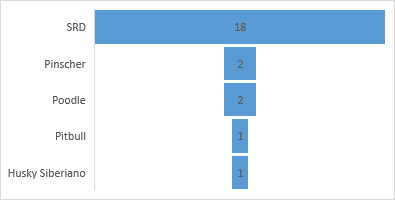 SRD 18
Pinscher 2
Poodle 2
Pitbull 1
Husky Siberiano 1